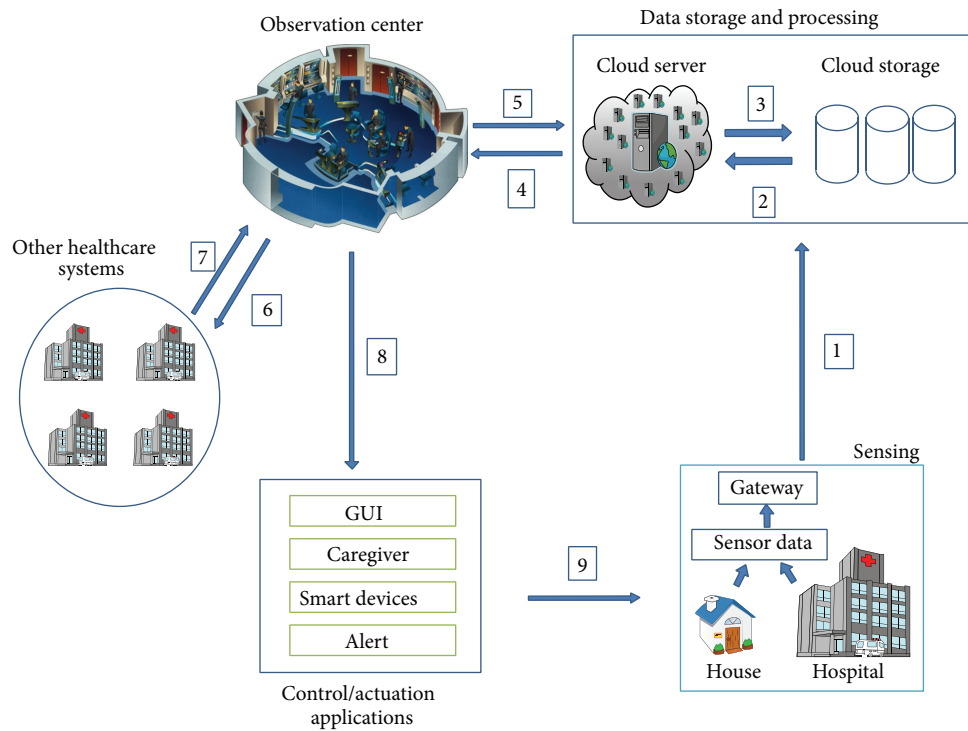 Observation center
Data storage and processing
Cloud server
Cloud storage
5
3
4
2
Other healthcare
systems
7
6
8
1
Sensing
GUI
Caregiver
Smart devices
Alert
Control/actuation
applications
9
Gateway
Sensor data
House
Hospital